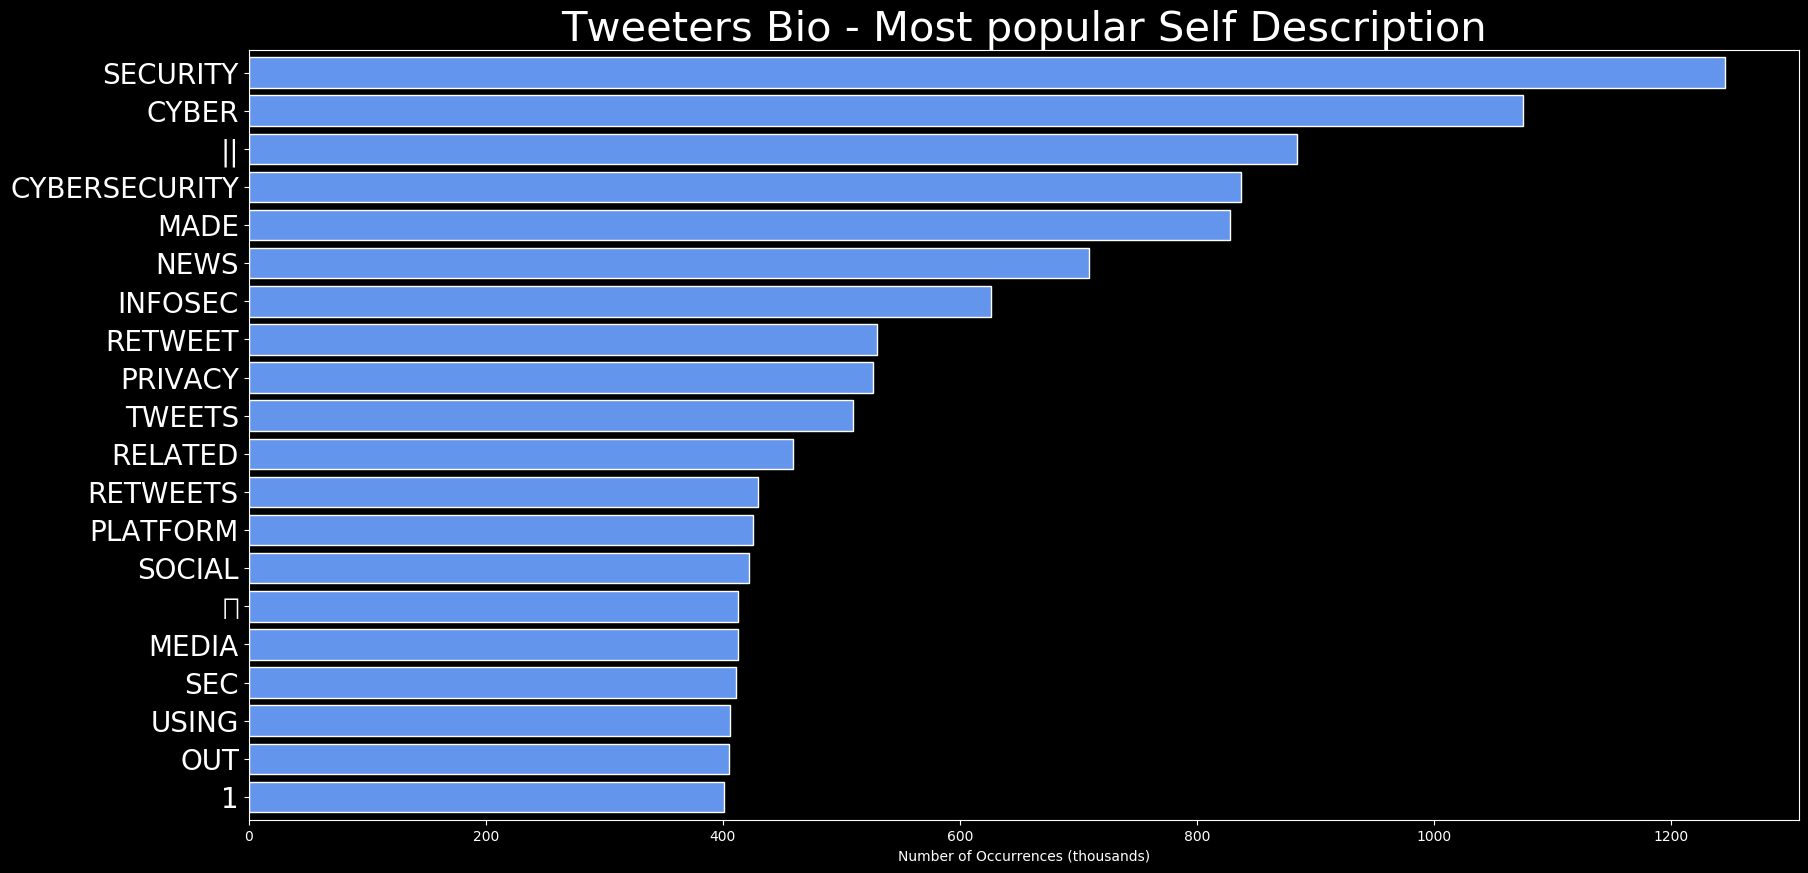 Tweeters Bio - Most popular Self Description
SECURITY
CYBER
||
CYBERSECURITY
MADE
NEWS
INFOSEC
RETWEET
PRIVACY
TWEETS
RELATED
RETWEETS
PLATFORM
SOCIAL
MEDIA
SEC
USING
OUT
1
0 200 400 600 800 1000 1200
Number of Occurrences (thousands)